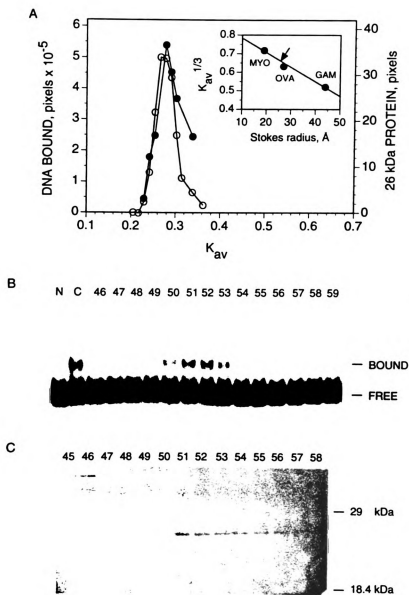 A
DNA BOUND, pixels x 10^-5
6
5
4
3
2
1
0
0.1 0.2 0.3 0.4 0.5 0.6 0.7
K_av
40
30
20
10
0
26 kDa PROTEIN, pixels
K_av^1/3
0.8
0.7
0.6
0.5
0.4
MYO
OVA
GAM
10 20 30 40 50
Stokes radius, Å
B
N C 46 47 48 49 50 51 52 53 54 55 56 57 58 59
BOUND
FREE
C
45 46 47 48 49 50 51 52 53 54 55 56 57 58
29 kDa
18.4 kDa